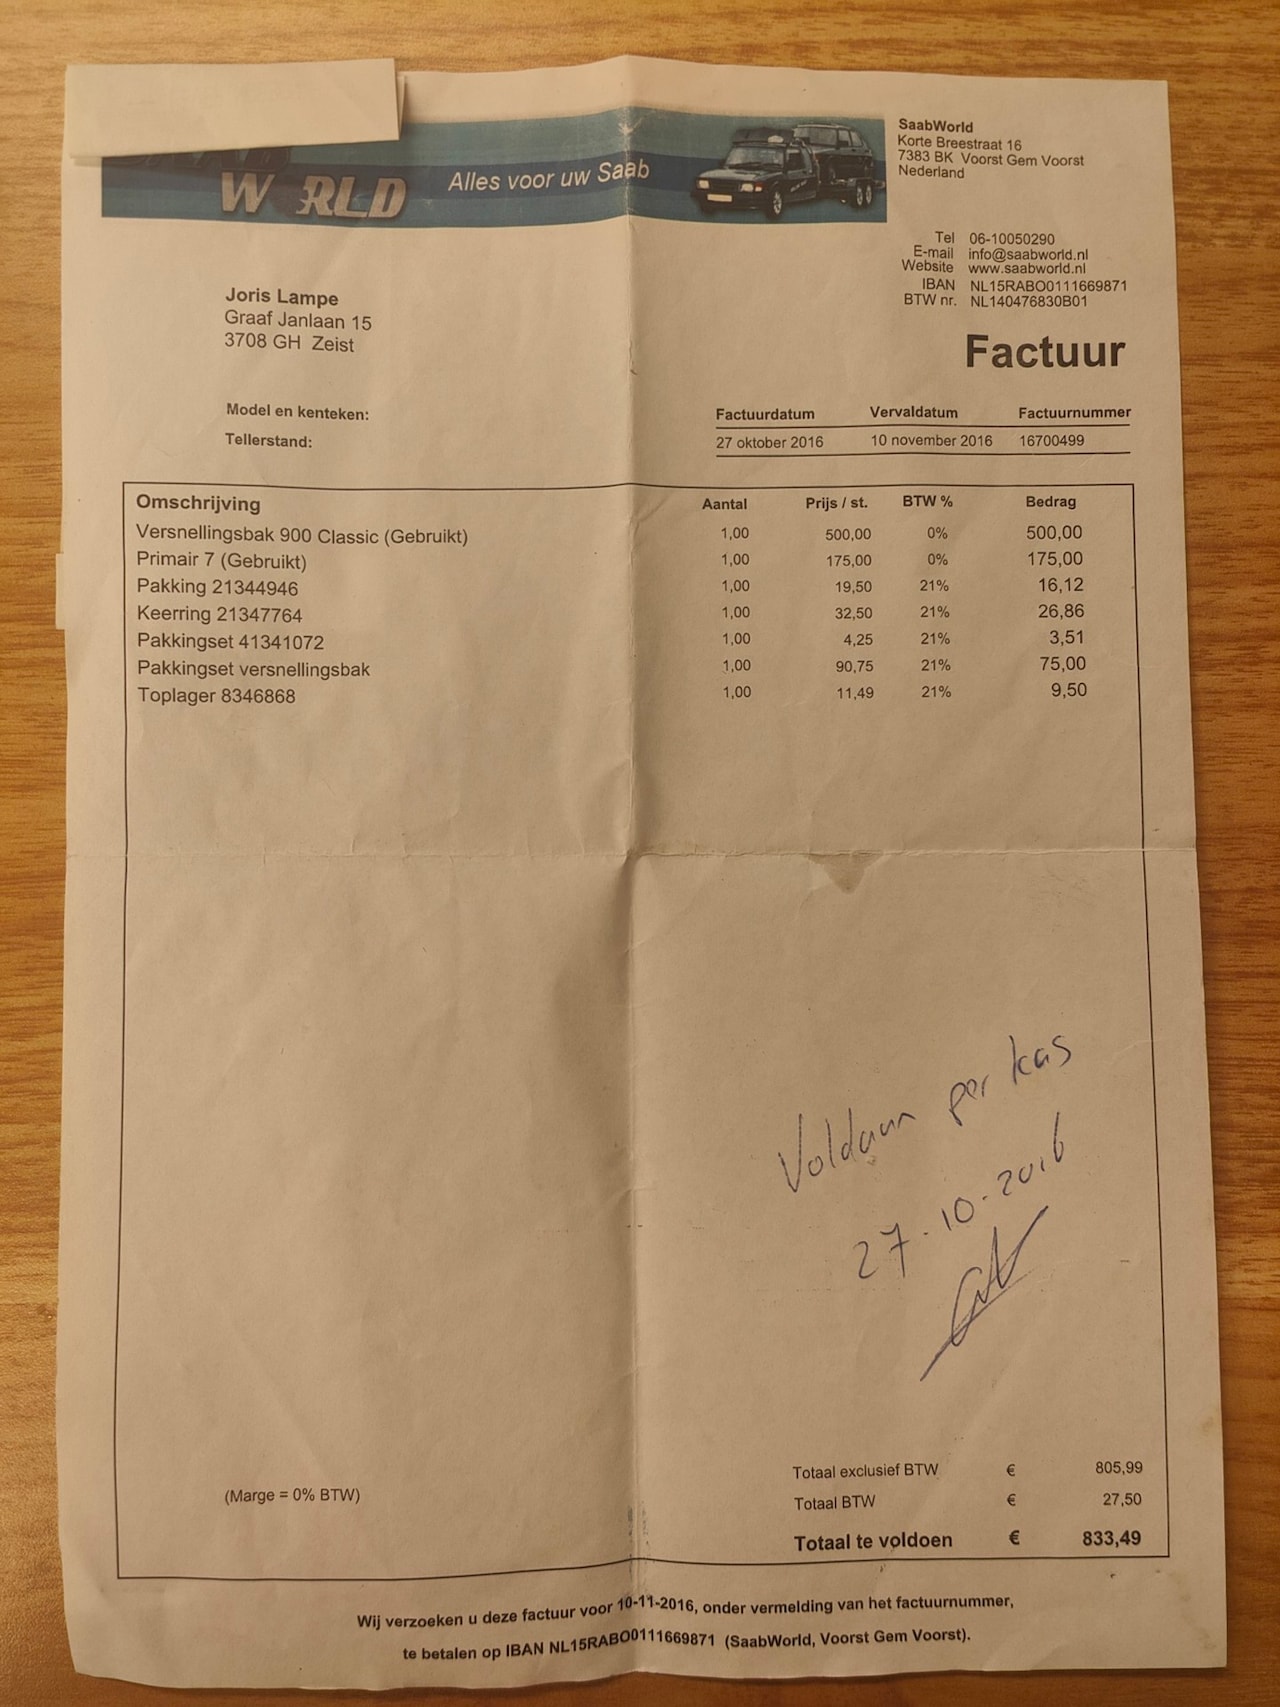 W RLD
Alles voor uw Saab
SaabWorld
Korte Breestraat 16
7383 BK Voorst Gem Voorst
Nederland
Tel 06-10050290
E-mail info@saabworld.nl
Website www.saabworld.nl
IBAN NL15RABO0111669871
BTW nr. NL140476830B01
Joris Lampe
Graaf Janlaan 15
3708 GH Zeist
Factuur
Model en kenteken:
Tellerstand:
Factuurdatum Vervaldatum Factuurnummer
27 oktober 2016 10 november 2016 16700499
Omschrijving Aantal Prijs / st. BTW % Bedrag
Versnellingsbak 900 Classic (Gebruikt) 1,00 500,00 0% 500,00
Primair 7 (Gebruikt) 1,00 175,00 0% 175,00
Pakking 21344946 1,00 19,50 21% 16,12
Keerring 21347764 1,00 32,50 21% 26,86
Pakkingset 41341072 1,00 4,25 21% 3,51
Pakkingset versnellingsbak 1,00 90,75 21% 75,00
Toplager 8346868 1,00 11,49 21% 9,50
Voldaan per kas
27-10-2016
Totaal exclusief BTW € 805,99
(Marge = 0% BTW)
Totaal BTW € 27,50
Totaal te voldoen € 833,49
Wij verzoeken u deze factuur voor 10-11-2016, onder vermelding van het factuurnummer,
te betalen op IBAN NL15RABO0111669871 (SaabWorld, Voorst Gem Voorst).